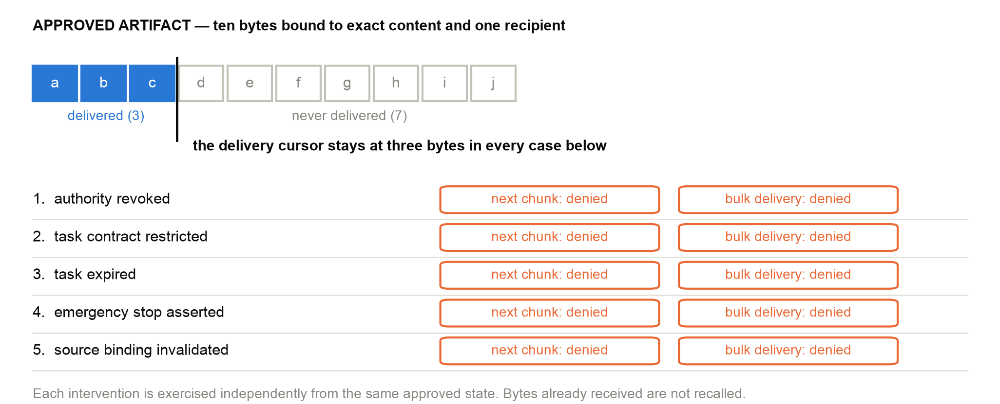 APPROVED ARTIFACT — ten bytes bound to exact content and one recipient
a b c d e f g h i j
delivered (3) never delivered (7)
the delivery cursor stays at three bytes in every case below
1. authority revoked next chunk: denied bulk delivery: denied
2. task contract restricted next chunk: denied bulk delivery: denied
3. task expired next chunk: denied bulk delivery: denied
4. emergency stop asserted next chunk: denied bulk delivery: denied
5. source binding invalidated next chunk: denied bulk delivery: denied
Each intervention is exercised independently from the same approved state. Bytes already received are not recalled.